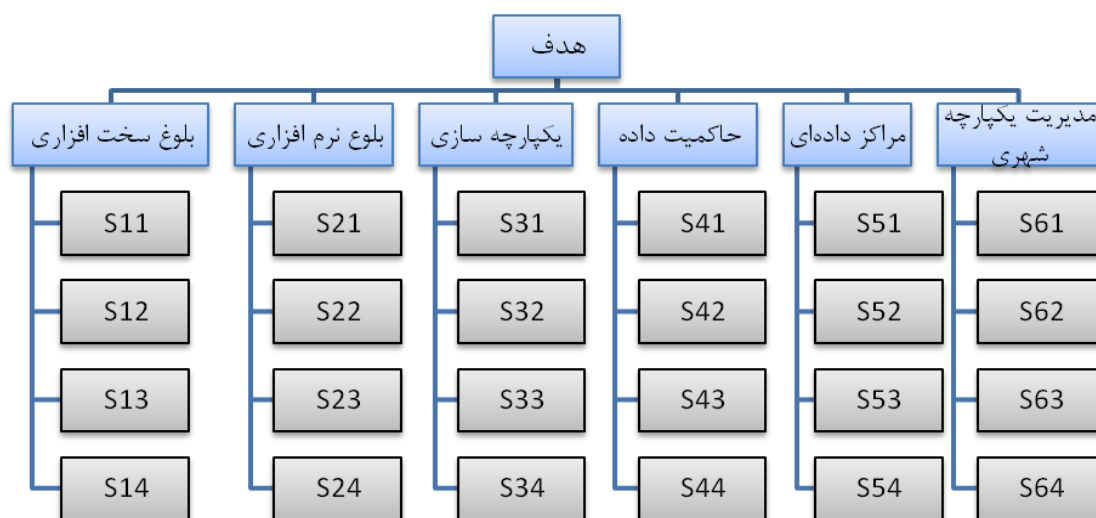 هدف
بلوغ سخت افزاری
بلوع نرم افزاری
یکپارچه سازی
حاکمیت داده
مراکز داده‌ای
مدیریت یکپارچه
شهری
S11
S21
S31
S41
S51
S61
S12
S22
S32
S42
S52
S62
S13
S23
S33
S43
S53
S63
S14
S24
S34
S44
S54
S64